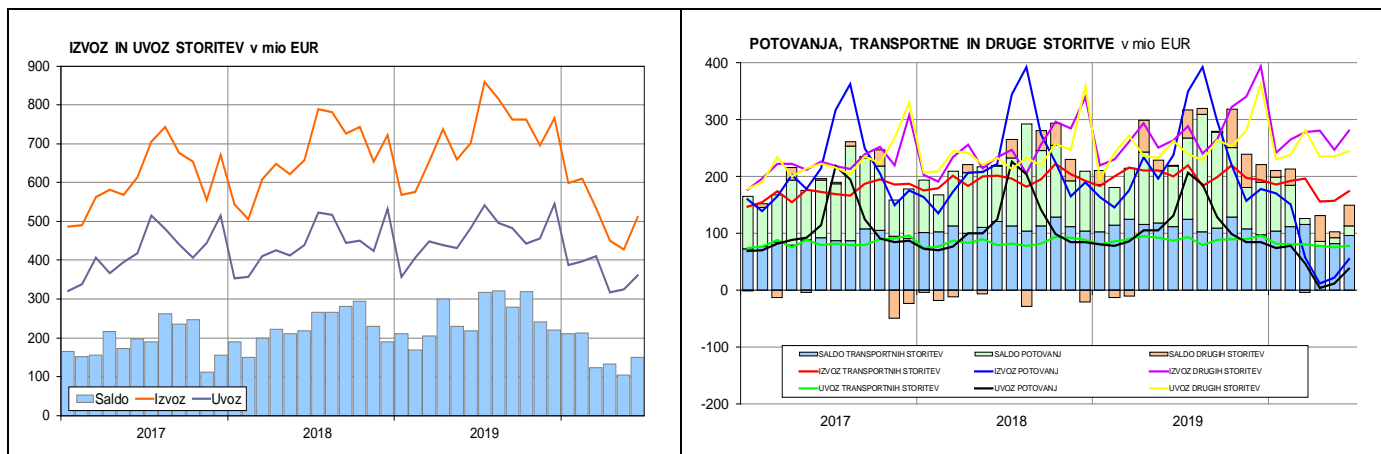 IZVOZ IN UVOZ STORITEV v mio EUR
900
800
700
600
500
400
300
200
100
0
Saldo Izvoz Uvoz
2017 2018 2019
POTOVANJA, TRANSPORTNE IN DRUGE STORITVE v mio EUR
400
300
200
100
0
-100
-200
SALDO TRANSPORTNIH STORITEV SALDO POTOVANJ SALDO DRUGIH STORITEV
IZVOZ TRANSPORTNIH STORITEV IZVOZ POTOVANJ IZVOZ DRUGIH STORITEV
UVOZ TRANSPORTNIH STORITEV UVOZ POTOVANJ UVOZ DRUGIH STORITEV
2017 2018 2019